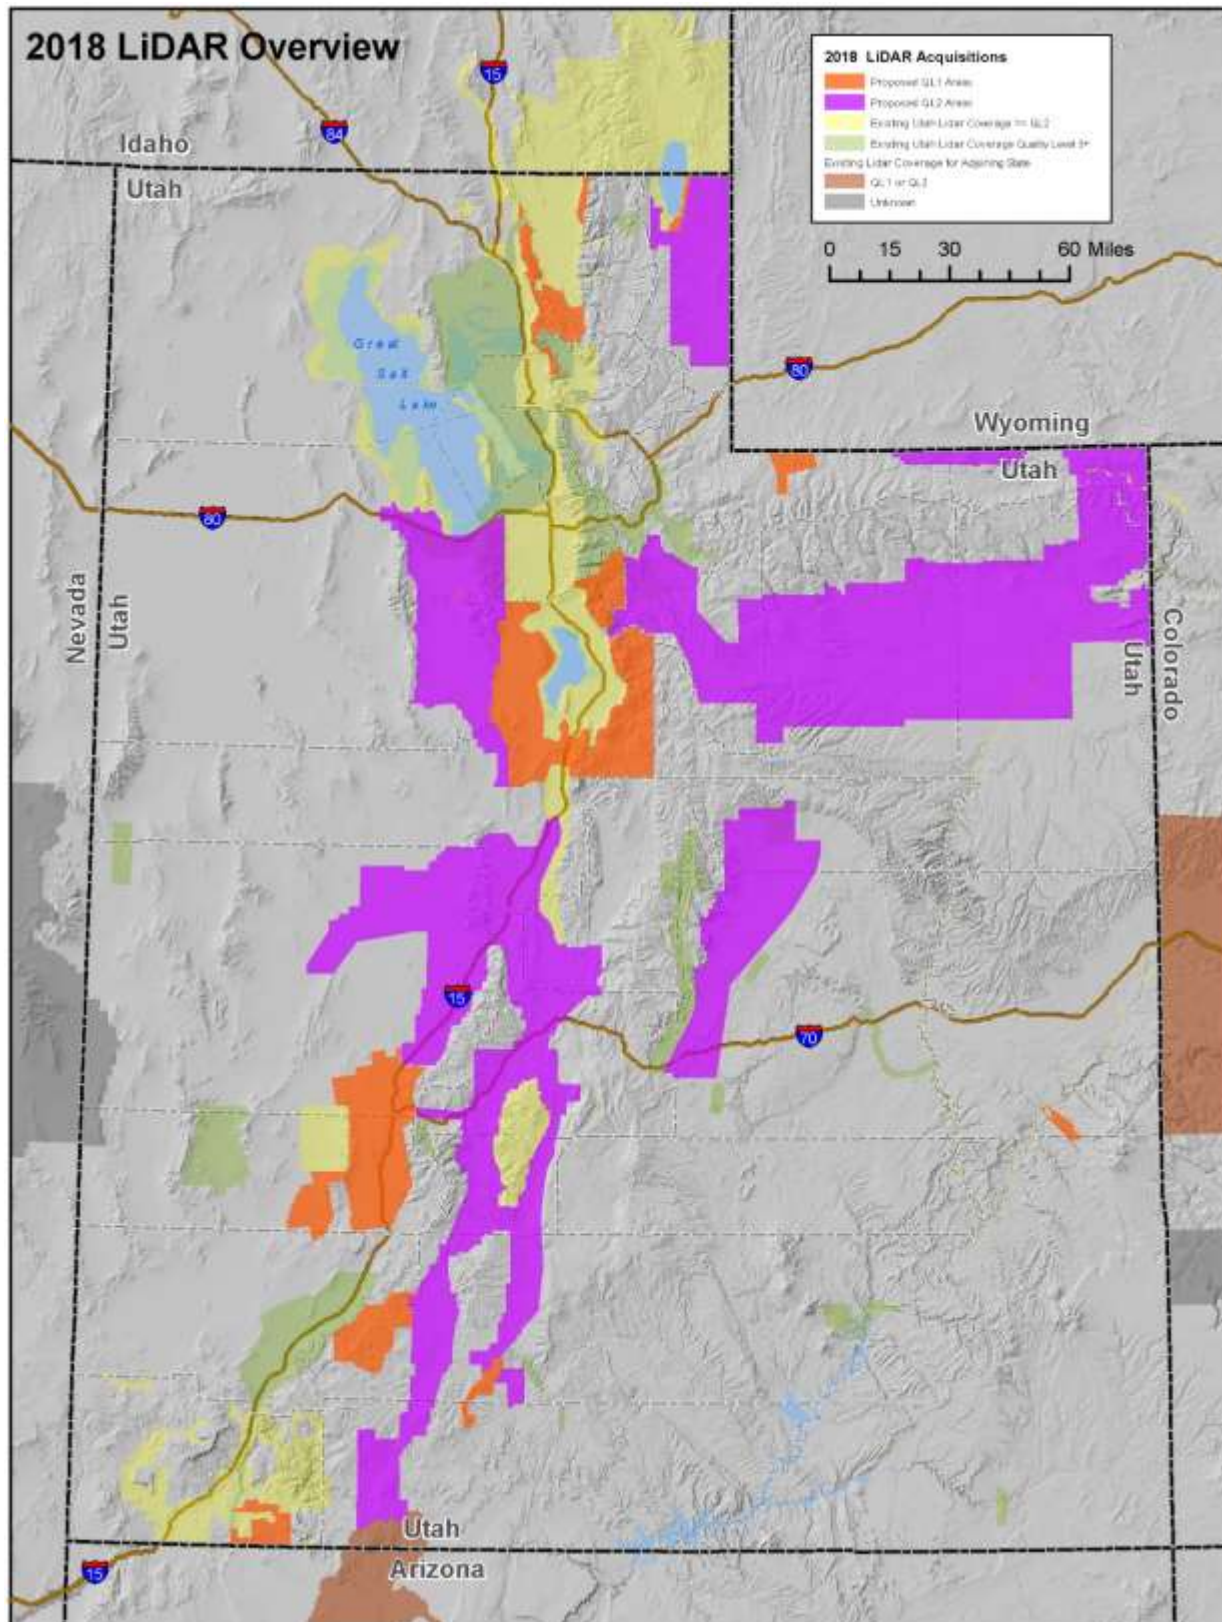 2018 LiDAR Overview
15
84
Idaho
Utah
2018 LiDAR Acquisitions
Proposed QL1 Areas
Proposed QL2 Areas
Existing Utah Lidar Coverage
Existing Utah Lidar Coverage Quality Level 3+
Existing Lidar Coverage for Adjoining State
QL1 or QL2
Unknown
0 15 30 60 Miles
80
Great
Salt
Lake
Wyoming
Utah
80
Nevada
Utah
Colorado
Utah
15
70
Utah
Arizona
15